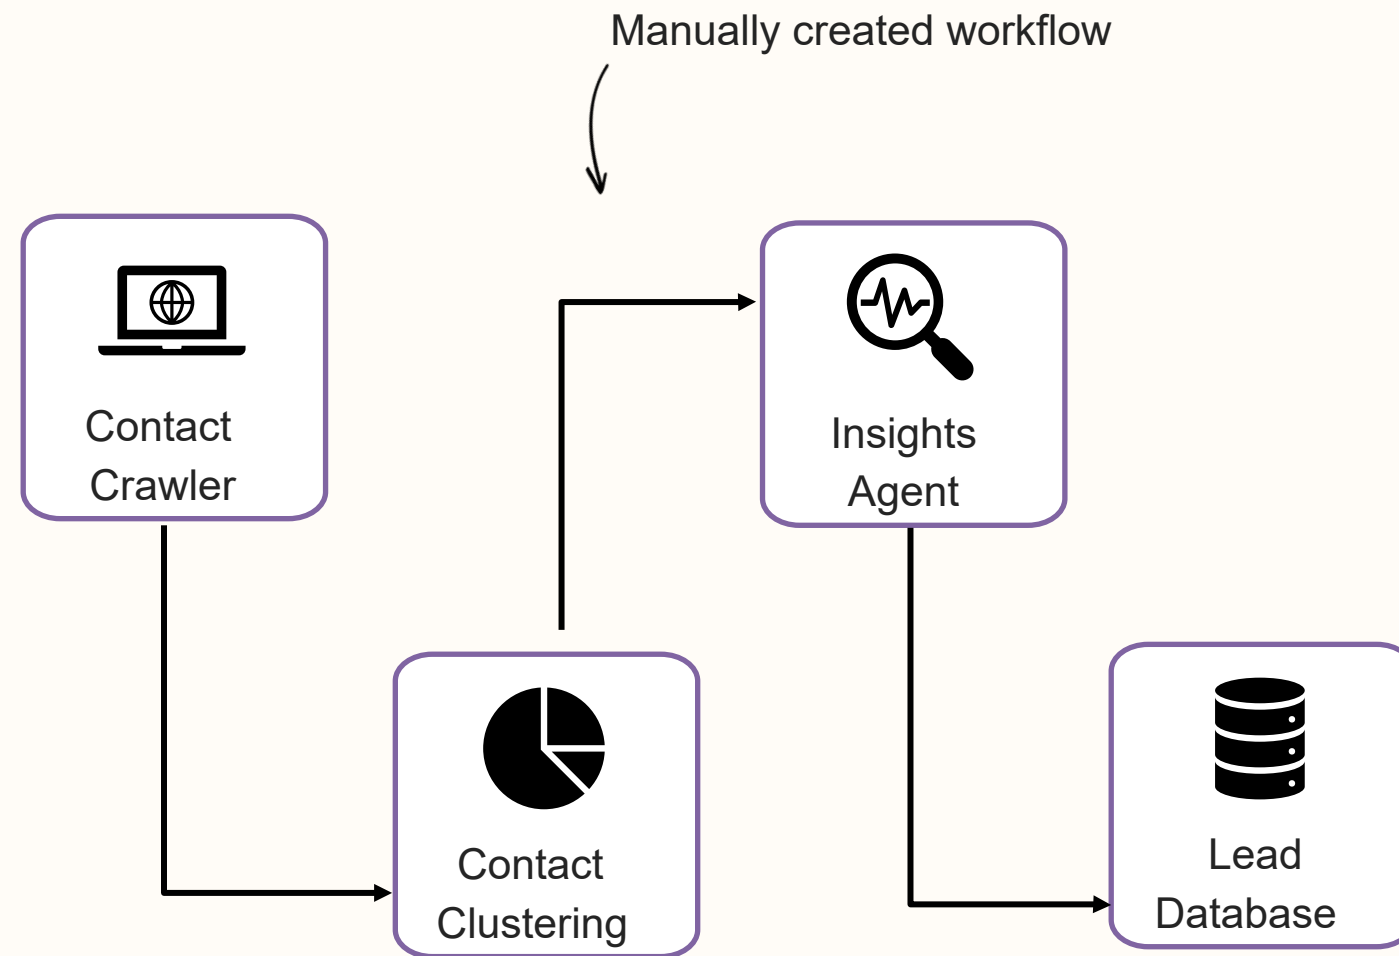 Manually created workflow
Contact
Crawler
Contact
Clustering
Insights
Agent
Lead
Database